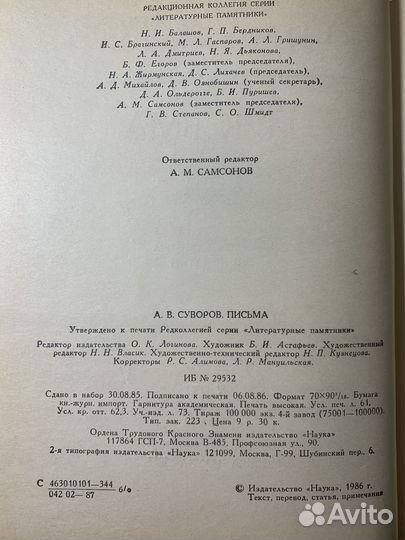 РЕДАКЦИОННАЯ КОЛЛЕГИЯ СЕРИИ
«ЛИТЕРАТУРНЫЕ ПАМЯТНИКИ»
Н. И. Балашов, Г. П. Бердников,
И. С. Брагинский, М. Л. Гаспаров, А. Л. Гришунин,
Л. А. Дмитриев, Н. Я. Дьяконова,
Б. Ф. Егоров (заместитель председателя),
Н. А. Жирмунская, Д. С. Лихачев (председатель),
А. Д. Михайлов, Д. В. Ознобишин (ученый секретарь),
Д. А. Ольдерогге, Б. И. Пуришев,
А. М. Самсонов (заместитель председателя),
Г. В. Степанов, С. О. Шмидт
Ответственный редактор
А. М. САМСОНОВ
А. В. СУВОРОВ. ПИСЬМА
Утверждено к печати Редколлегией серии «Литературные памятники»
Редактор издательства О. К. Логинова. Художник Б. И. Астафьев. Художественный
редактор Н. Н. Власик. Художественно-технический редактор Н. П. Кузнецова.
Корректоры Р. С. Алимова, Л. Р. Мануильская.
ИБ № 29532
Сдано в набор 30.08.85. Подписано к печати 06.08.86. Формат 70×90¹/₁₆. Бумага
кн.-журн. импорт. Гарнитура академическая. Печать высокая. Усл. печ. л. 61,
Усл. кр. отт. 62,3. Уч.-изд. л. 73. Тираж 100 000 экз. 4-й завод (75001—100000).
Тип. зак. 223. Цена 9 р. 30 к.
Ордена Трудового Красного Знамени издательство «Наука»
117864 ГСП-7, Москва, В-485, Профсоюзная ул., 90.
2-я типография издательства «Наука» 121099, Москва, Г-99, Шубинский пер., 6.
С 463010101—344 / 042 02—87 б/о
© Издательство «Наука», 1986 г.
Текст, перевод, статья, примечания
Avito